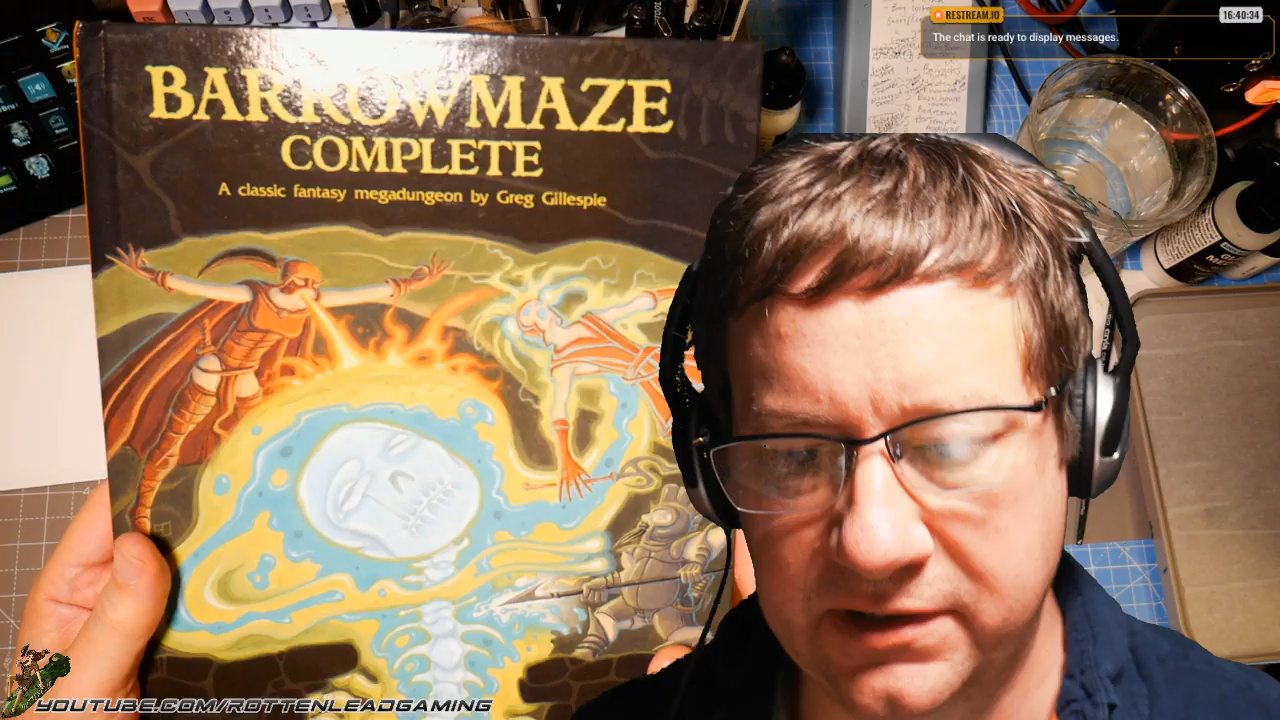 BARROWMAZE
COMPLETE
A classic fantasy megadungeon by Greg Gillespie
RESTREAM.IO
16:40:34
The chat is ready to display messages.
ESC
YOUTUBE.COM/ROTTENLEADGAMING